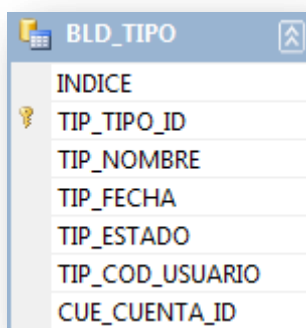 BLD_TIPO
INDICE
TIP_TIPO_ID
TIP_NOMBRE
TIP_FECHA
TIP_ESTADO
TIP_COD_USUARIO
CUE_CUENTA_ID